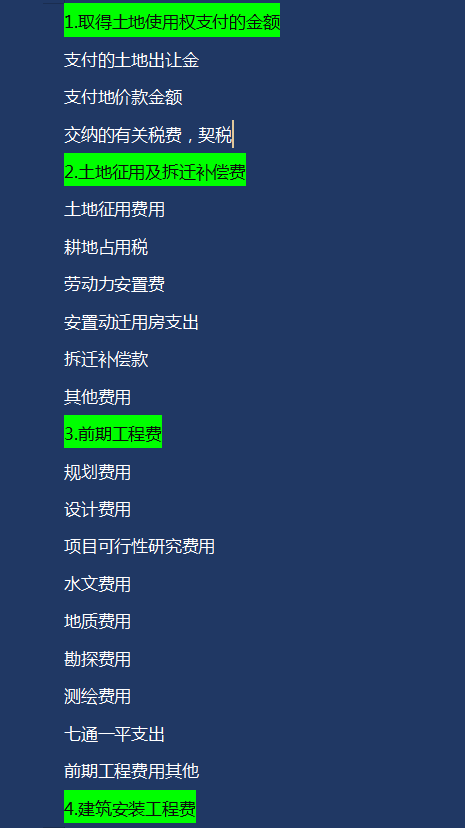 1.取得土地使用权支付的金额
支付的土地出让金
支付地价款金额
交纳的有关税费，契税
2.土地征用及拆迁补偿费
土地征用费用
耕地占用税
劳动力安置费
安置动迁用房支出
拆迁补偿款
其他费用
3.前期工程费
规划费用
设计费用
项目可行性研究费用
水文费用
地质费用
勘探费用
测绘费用
七通一平支出
前期工程费用其他
4.建筑安装工程费